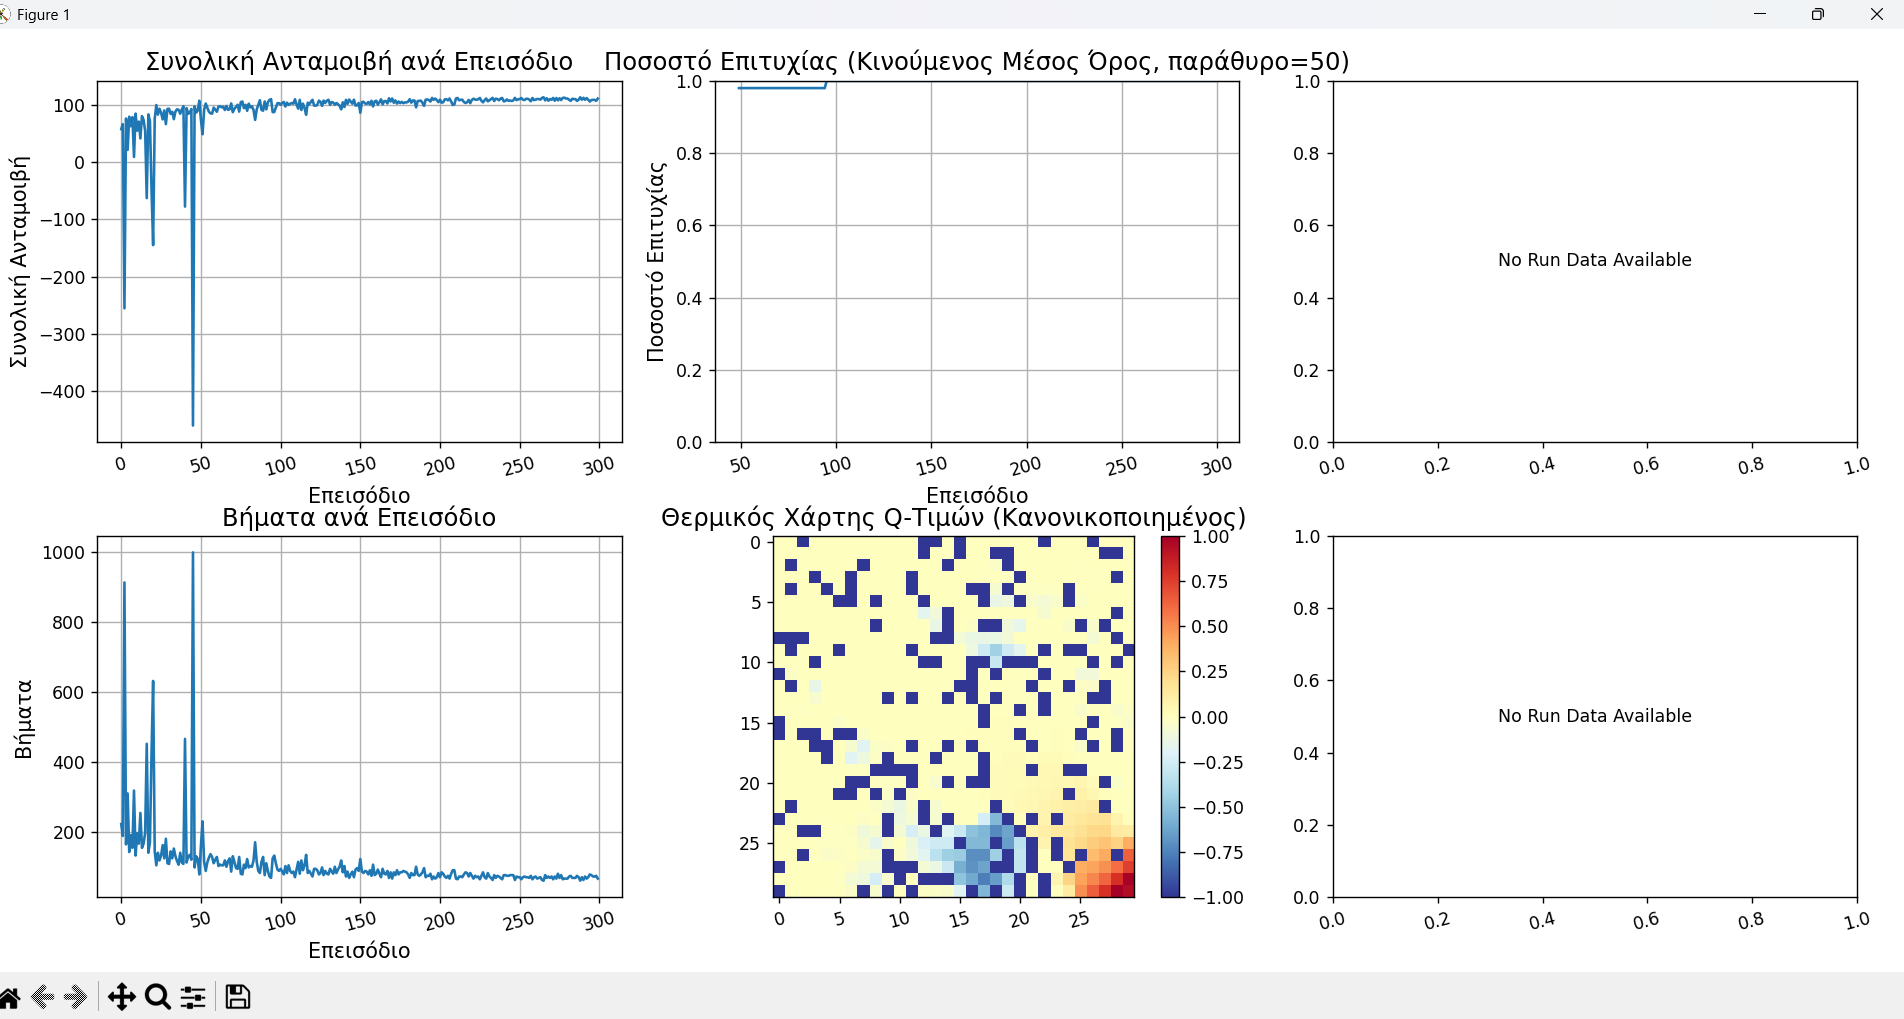 Figure 1
Συνολική Ανταμοιβή ανά Επεισόδιο
Συνολική Ανταμοιβή
100
0
−100
−200
−300
−400
0 50 100 150 200 250 300
Επεισόδιο
Ποσοστό Επιτυχίας (Κινούμενος Μέσος Όρος, παράθυρο=50)
Ποσοστό Επιτυχίας
1.0
0.8
0.6
0.4
0.2
0.0
50 100 150 200 250 300
Επεισόδιο
1.0
0.8
0.6
0.4
0.2
0.0
No Run Data Available
0.0 0.2 0.4 0.6 0.8 1.0
Βήματα ανά Επεισόδιο
Βήματα
1000
800
600
400
200
0 50 100 150 200 250 300
Επεισόδιο
Θερμικός Χάρτης Q-Τιμών (Κανονικοποιημένος)
0
5
10
15
20
25
0 5 10 15 20 25
1.00
0.75
0.50
0.25
0.00
−0.25
−0.50
−0.75
−1.00
1.0
0.8
0.6
0.4
0.2
0.0
No Run Data Available
0.0 0.2 0.4 0.6 0.8 1.0